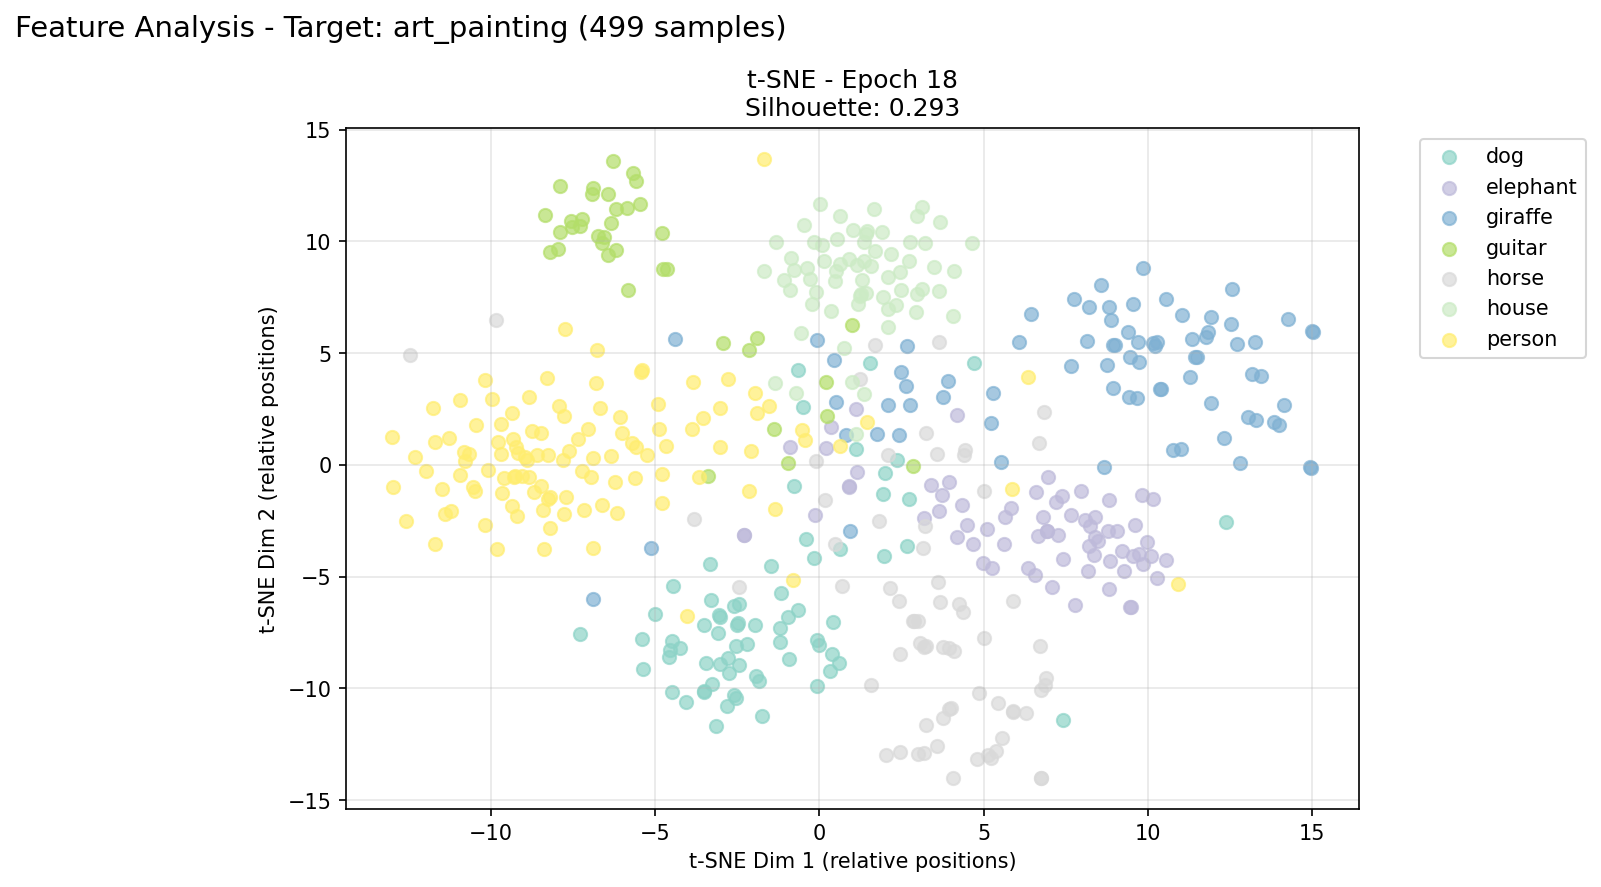 Feature Analysis - Target: art_painting (499 samples)
t-SNE - Epoch 18
Silhouette: 0.293
15
10
5
0
−5
−10
−15
t-SNE Dim 2 (relative positions)
−10
−5
0
5
10
15
t-SNE Dim 1 (relative positions)
dog
elephant
giraffe
guitar
horse
house
person